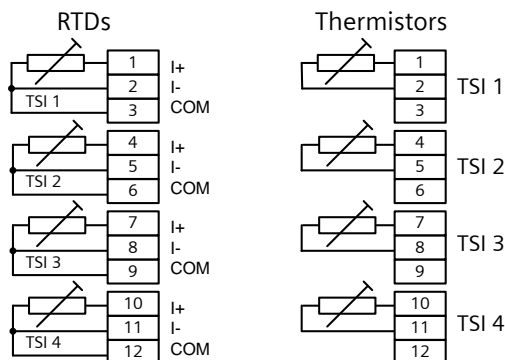 RTDs
1
I+
2
I-
TSI 1
3
COM
4
I+
5
I-
TSI 2
6
COM
7
I+
8
I-
TSI 3
9
COM
10
I+
11
I-
TSI 4
12
COM
Thermistors
1
2
TSI 1
3
4
5
TSI 2
6
7
8
TSI 3
9
10
11
TSI 4
12